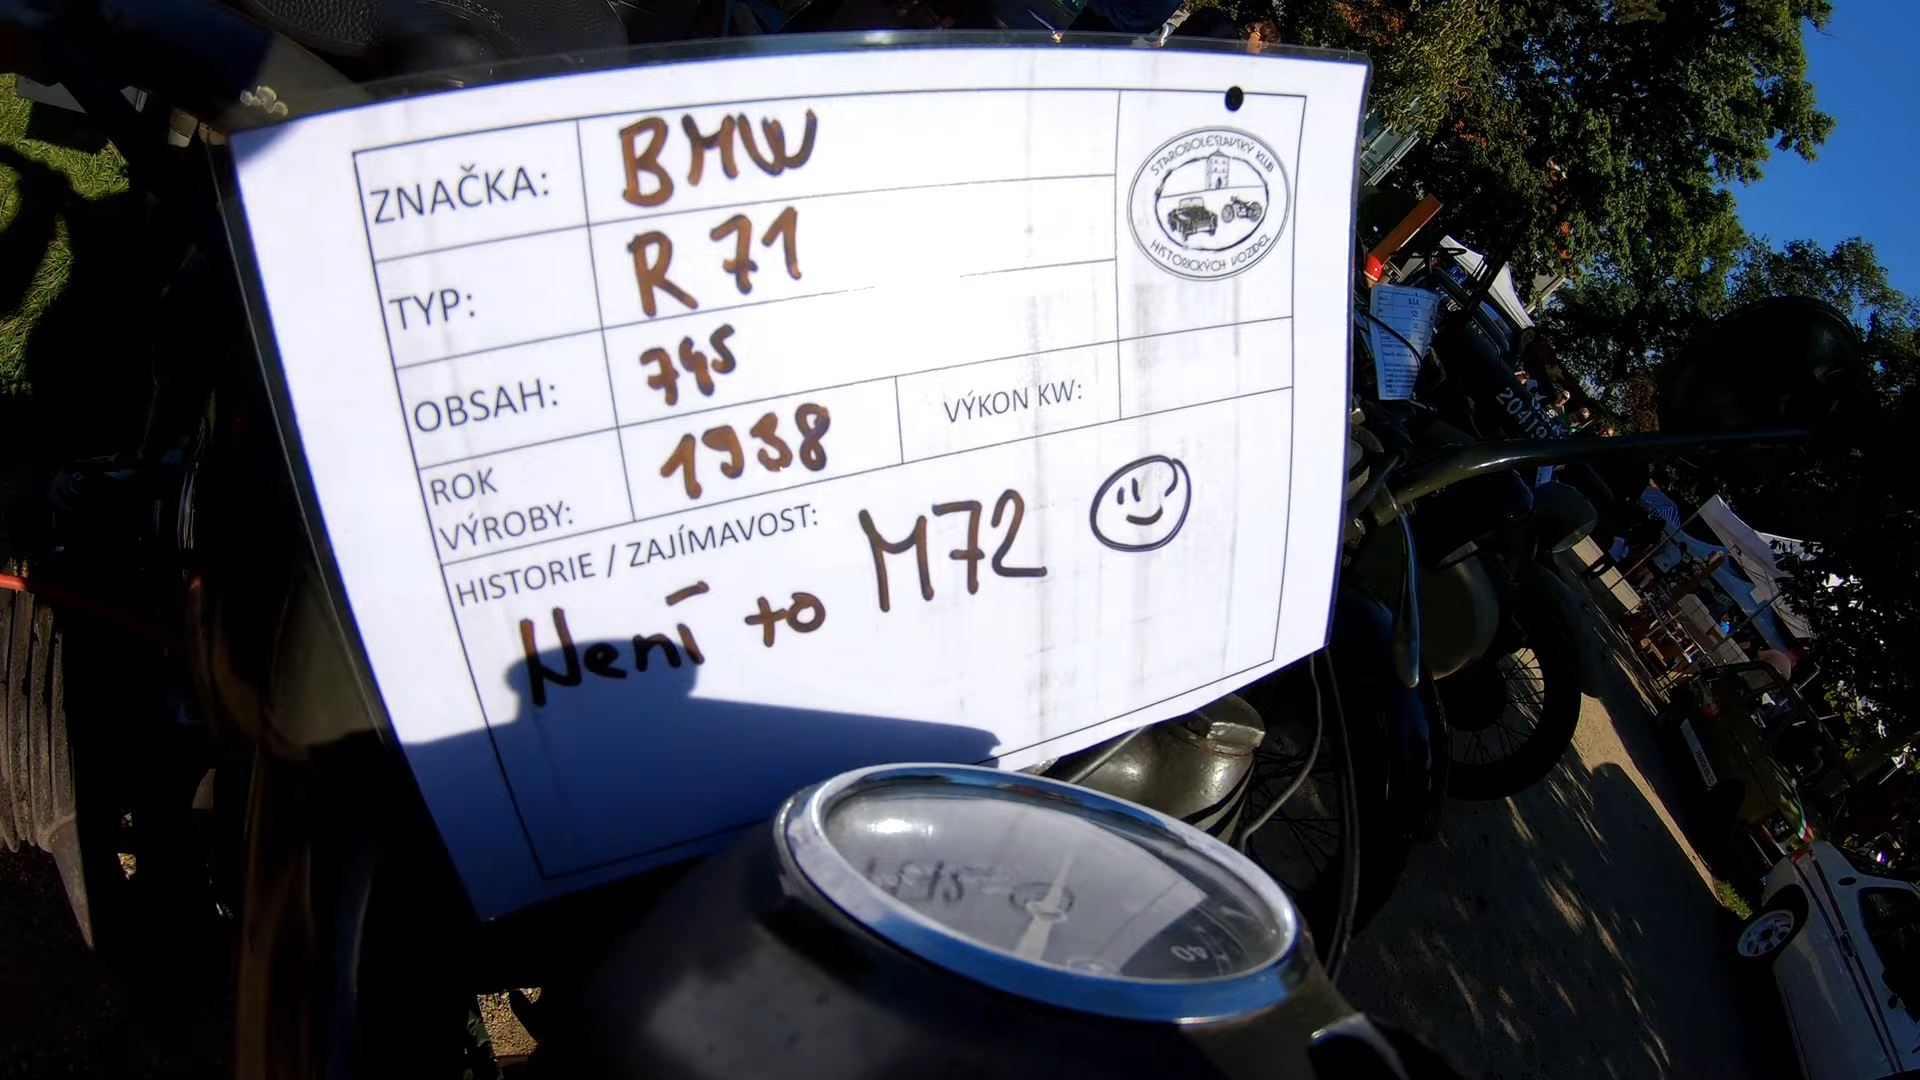 ZNAČKA: BMW
TYP: R 71
OBSAH: 745
ROK VÝROBY: 1938 VÝKON KW:
HISTORIE / ZAJÍMAVOST:
Není to M72
STAROBOLESLAVSKÝ KLUB
HISTORICKÝCH VOZIDEL
40